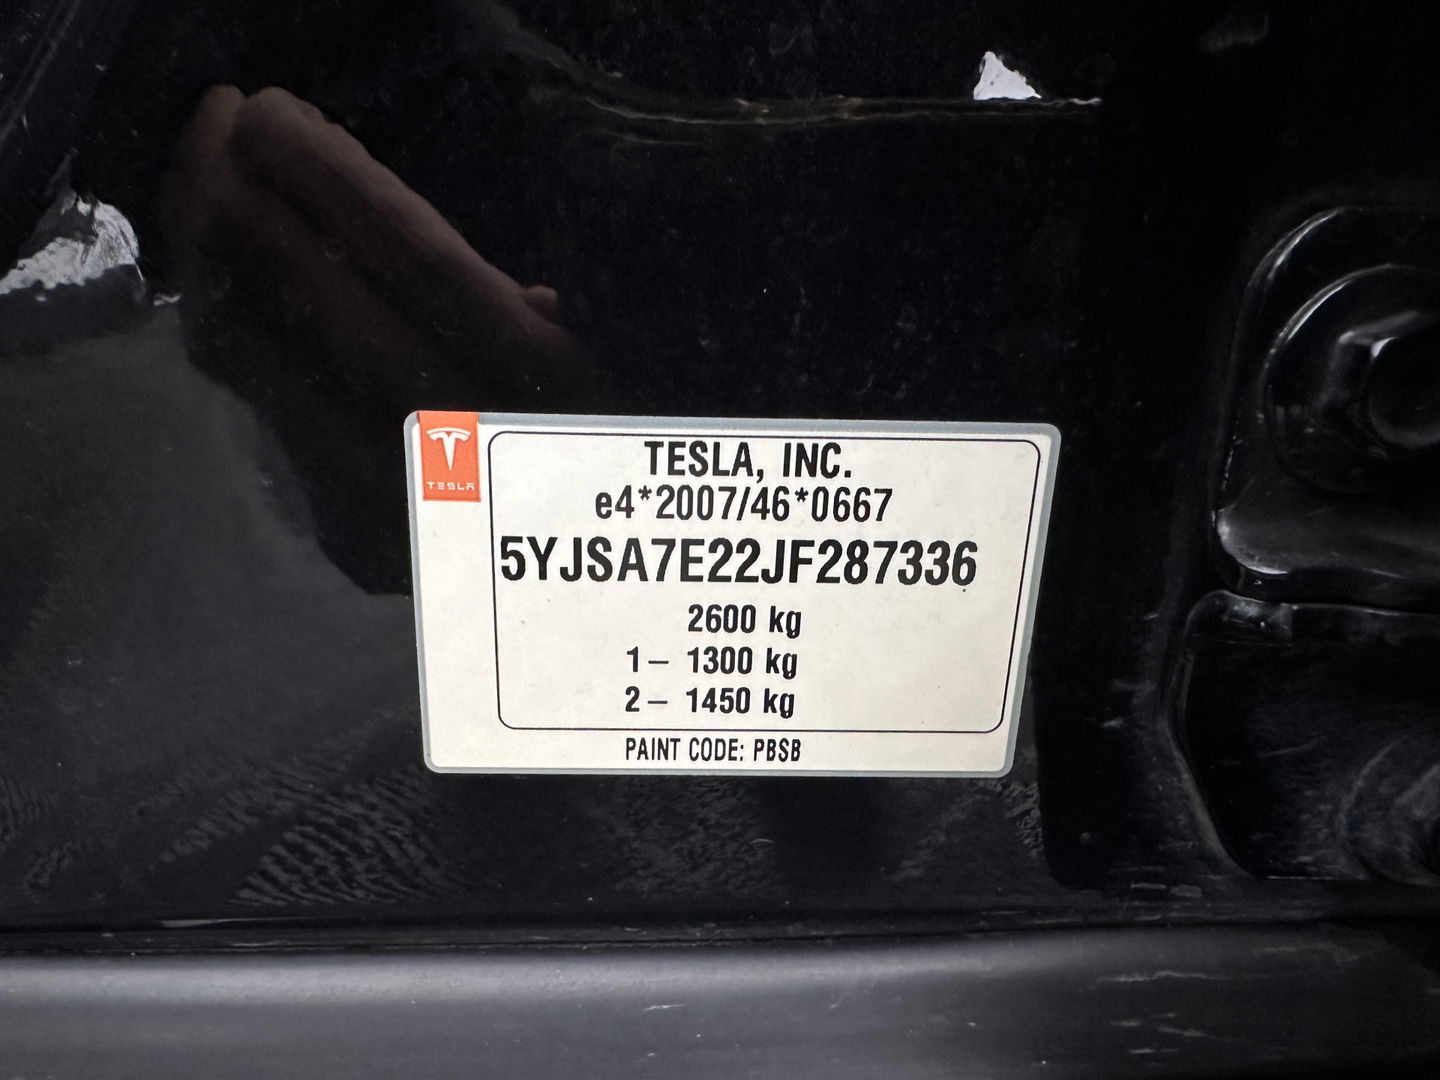 TESLA
TESLA, INC.
e4*2007/46*0667
5YJSA7E22JF287336
2600 kg
1– 1300 kg
2– 1450 kg
PAINT CODE: PBSB